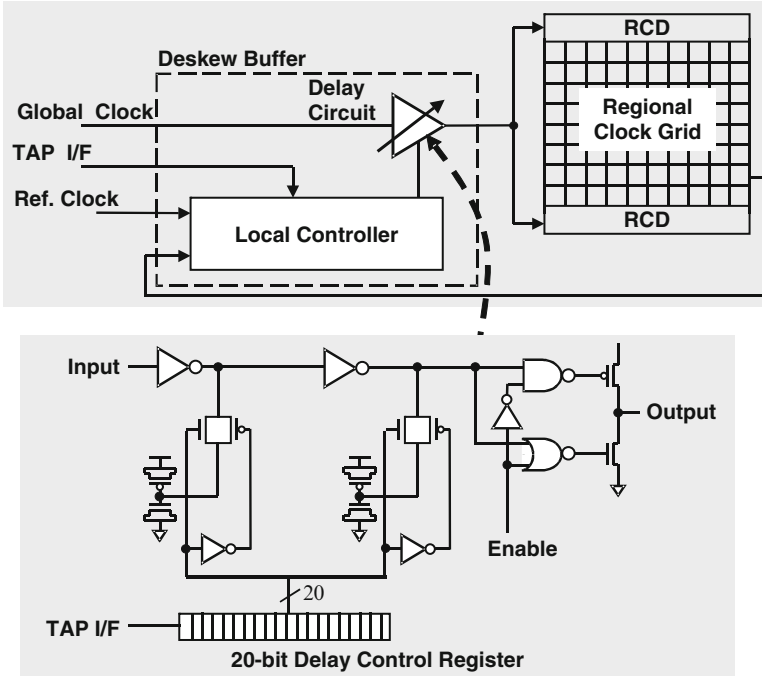 RCD
Deskew Buffer
Delay
Circuit
Global Clock
Regional
Clock Grid
TAP I/F
Ref. Clock
Local Controller
RCD
Input
Output
Enable
20
TAP I/F
20-bit Delay Control Register